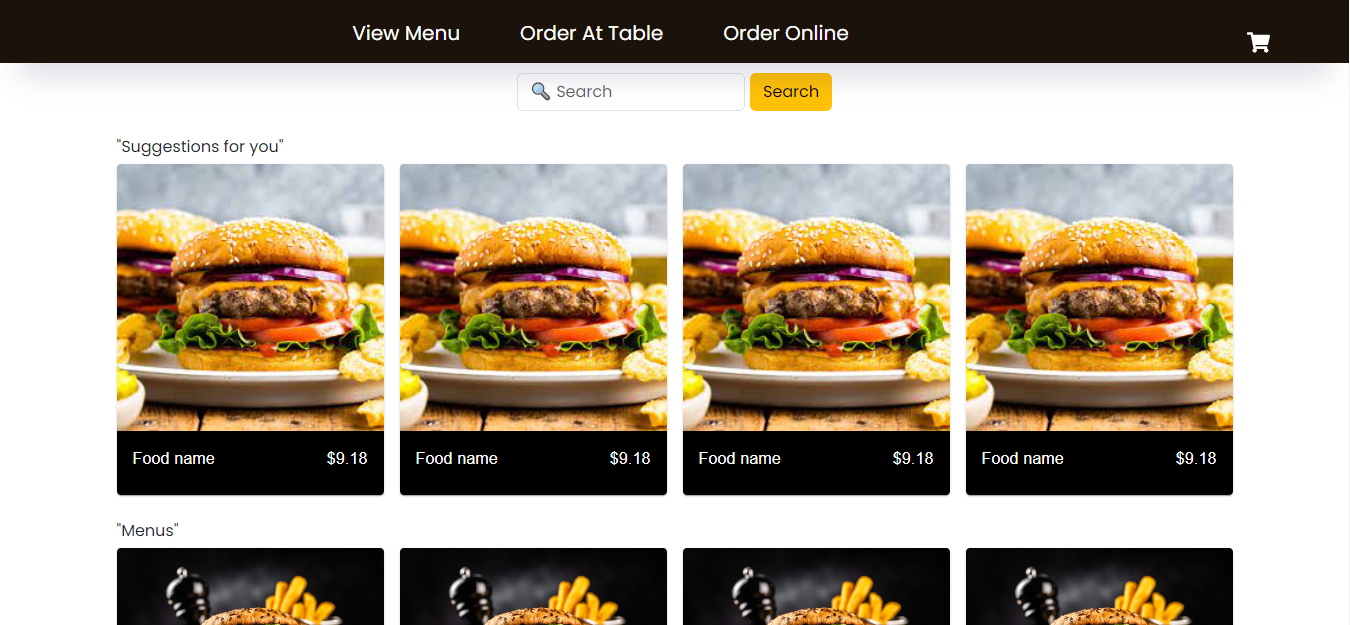 View Menu Order At Table Order Online
Search Search
"Suggestions for you"
Food name $9.18 Food name $9.18 Food name $9.18 Food name $9.18
"Menus"